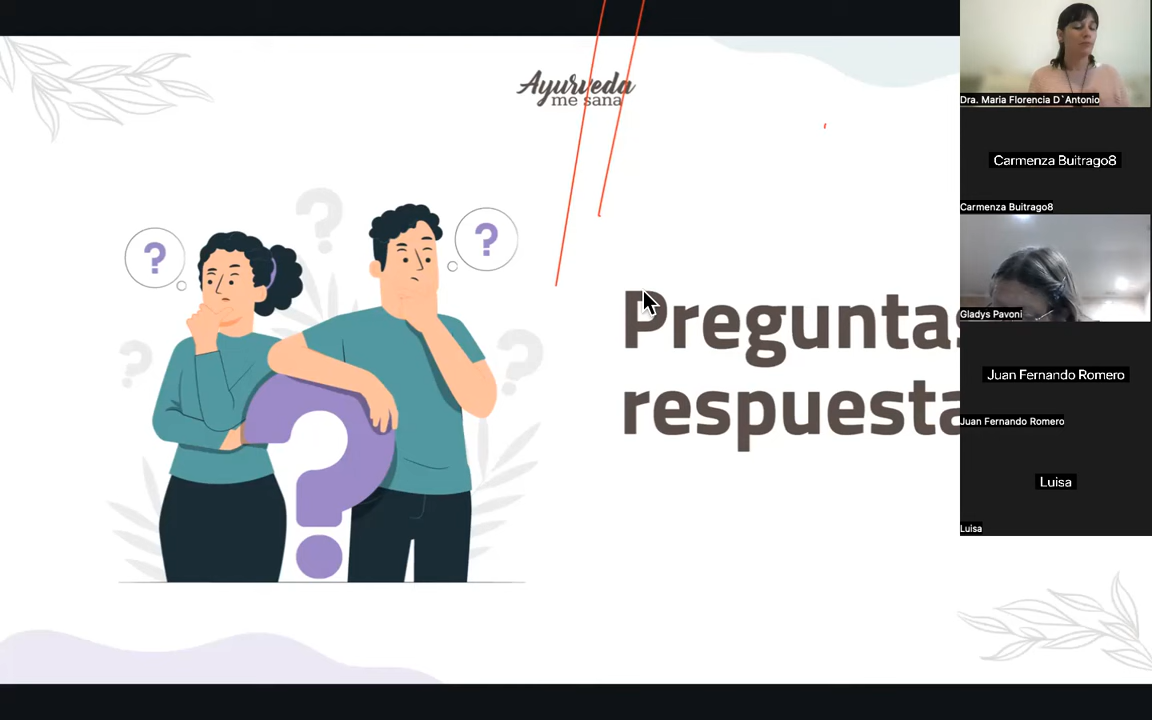 Ayurveda
me sana
?
?
?
?
?
?
Preguntas
respuesta
Dra. Maria Florencia D`Antonio
Carmenza Buitrago8
Carmenza Buitrago8
Gladys Pavoni
Juan Fernando Romero
Juan Fernando Romero
Luisa
Luisa